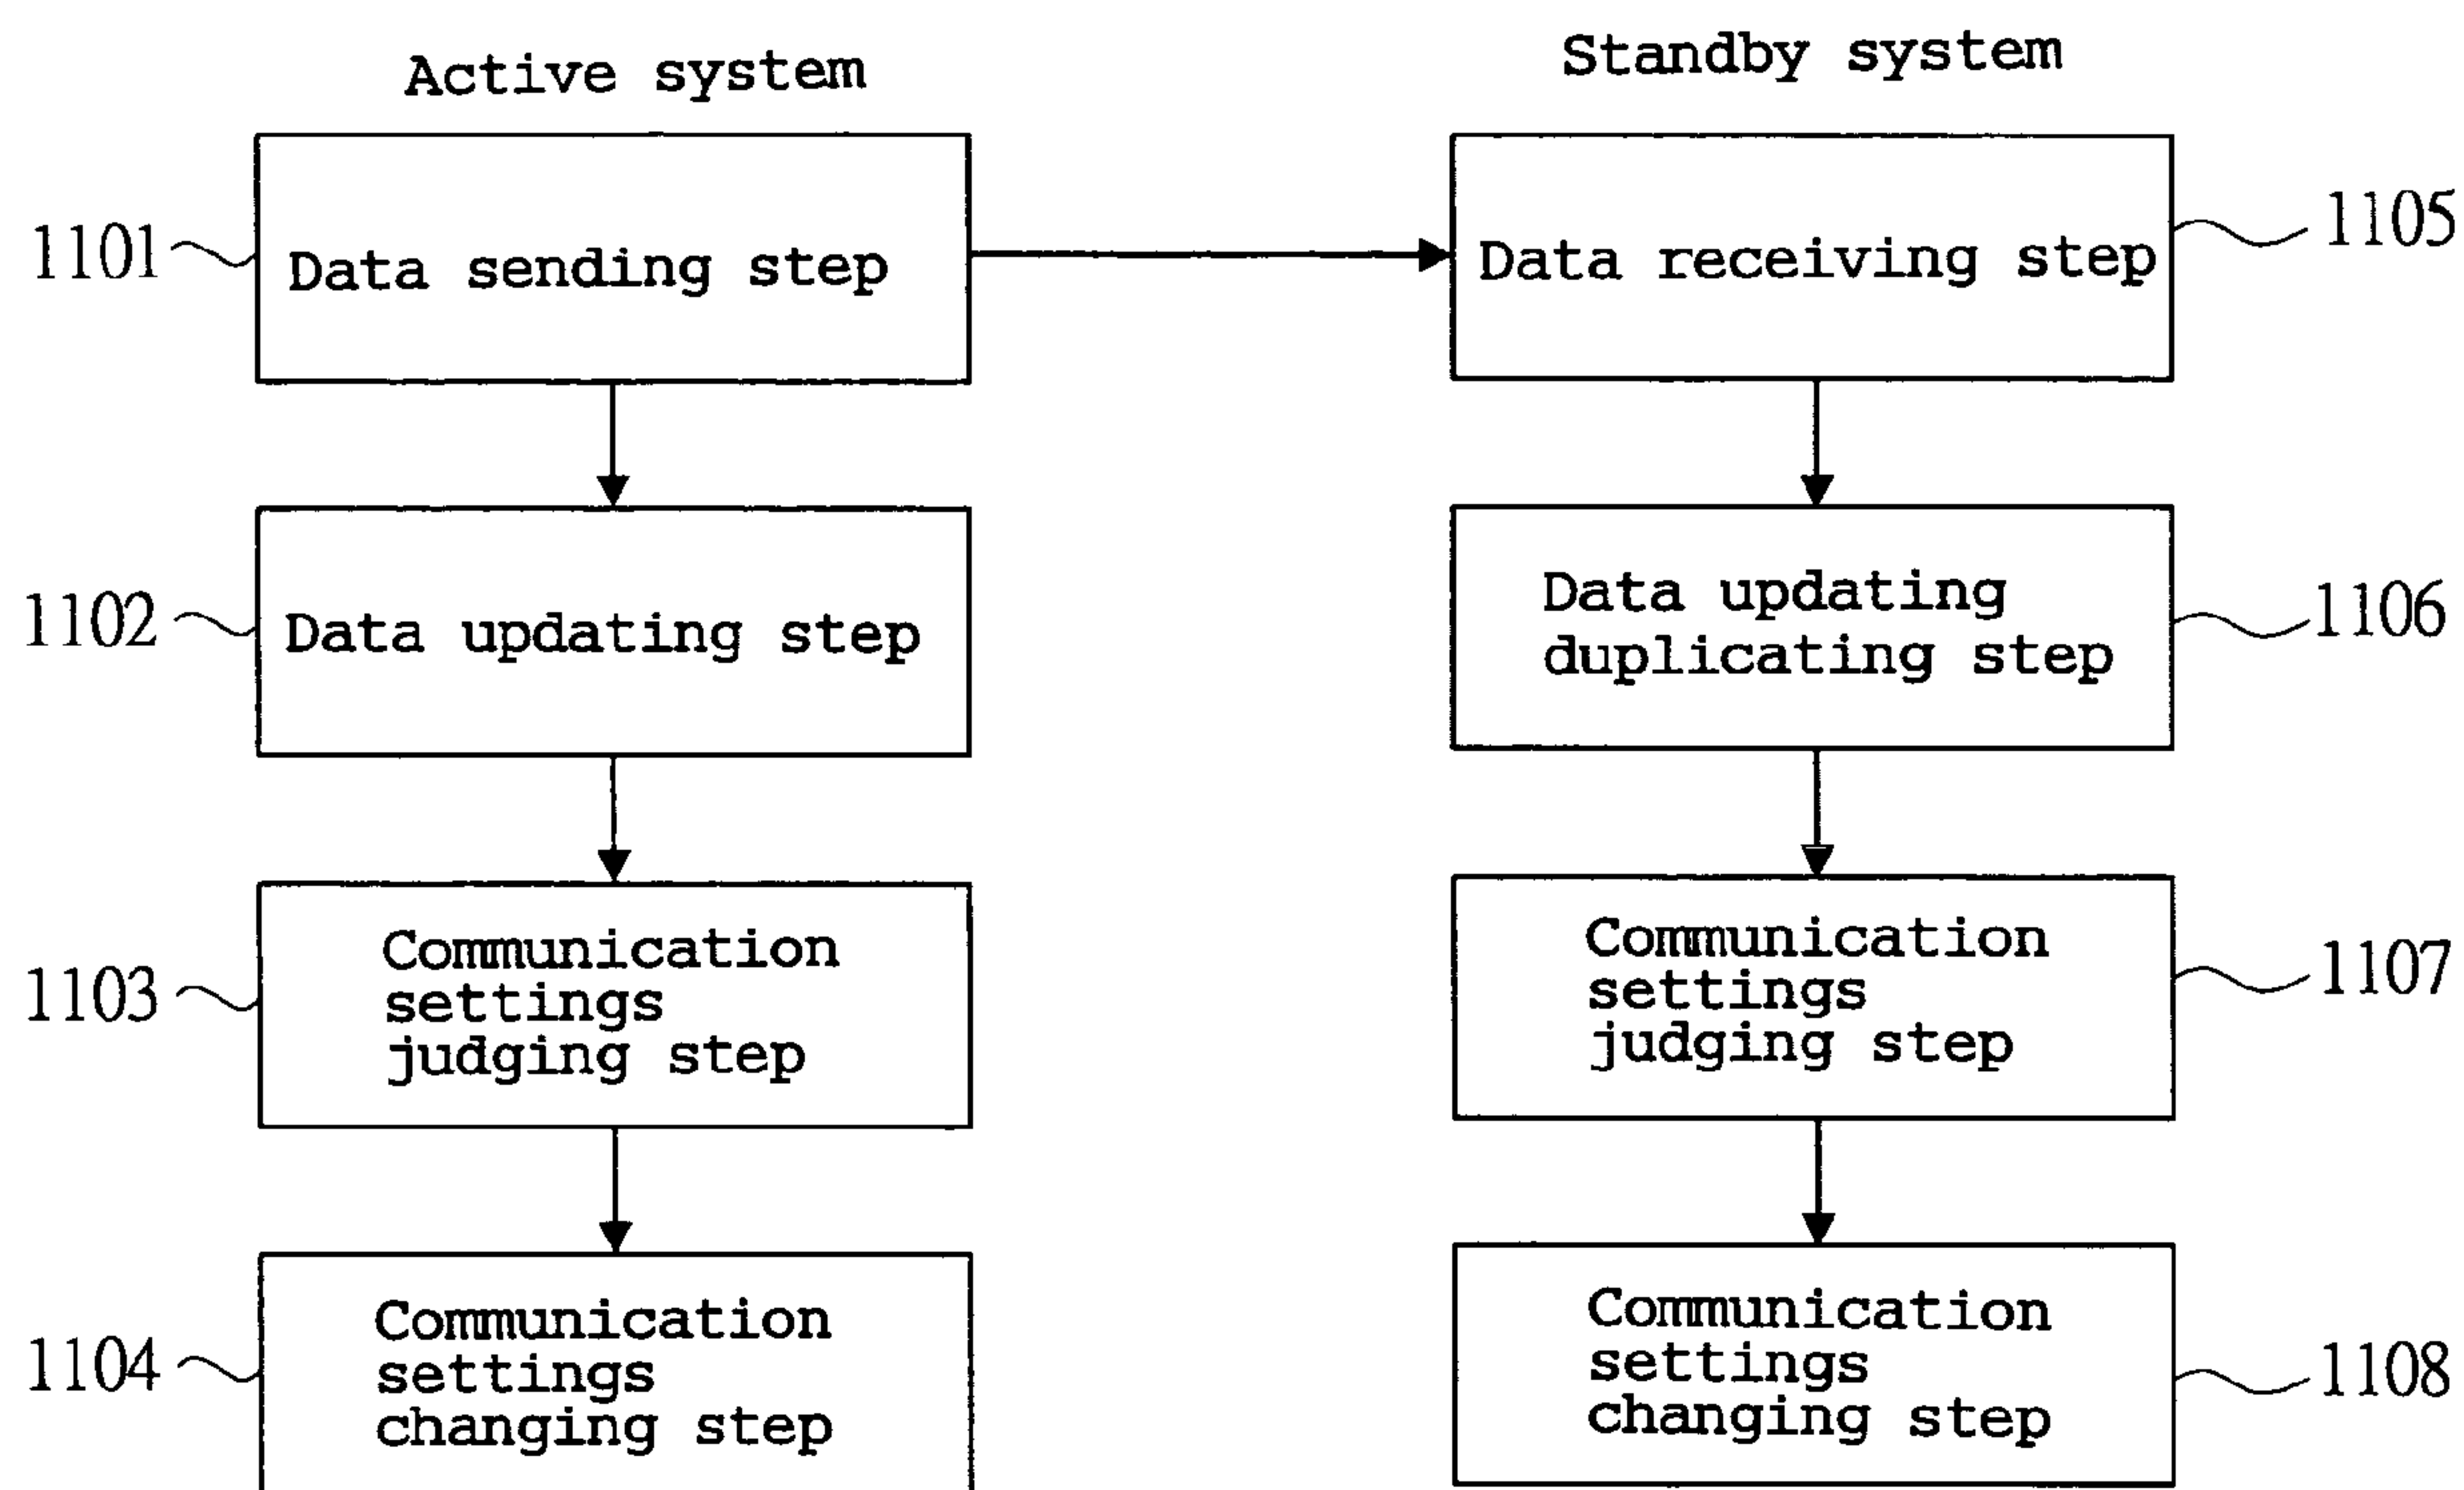 Active system
Standby system
1101
Data sending step
Data receiving step
1105
1102
Data updating step
Data updating
duplicating step
1106
1103
Communication
settings
judging step
Communication
settings
judging step
1107
1104
Communication
settings
changing step
Communication
settings
changing step
1108